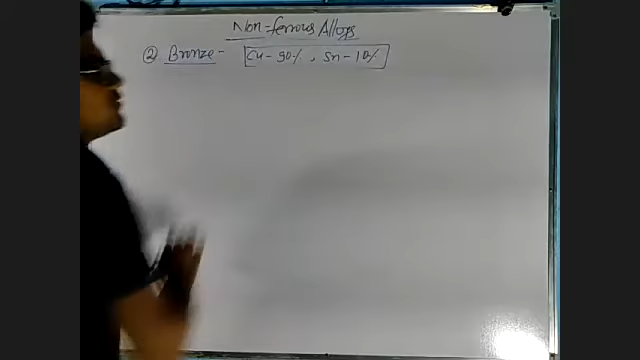 Non-ferrous Alloys
② Bronze - Cu-90%, Sn-10%